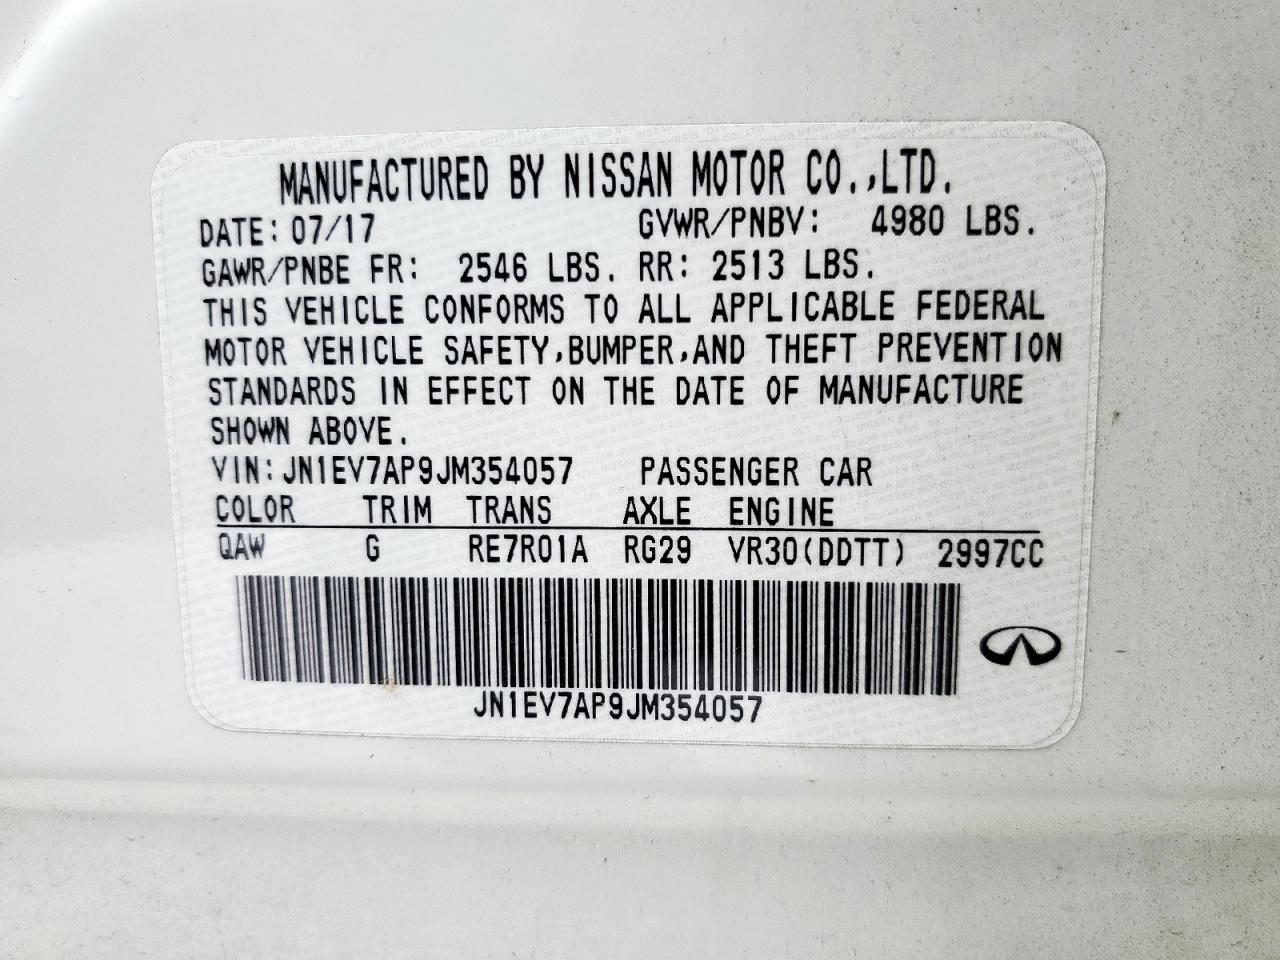 MANUFACTURED BY NISSAN MOTOR CO.,LTD.
DATE: 07/17 GVWR/PNBV: 4980 LBS.
GAWR/PNBE FR: 2546 LBS. RR: 2513 LBS.
THIS VEHICLE CONFORMS TO ALL APPLICABLE FEDERAL
MOTOR VEHICLE SAFETY,BUMPER,AND THEFT PREVENTION
STANDARDS IN EFFECT ON THE DATE OF MANUFACTURE
SHOWN ABOVE.
VIN: JN1EV7AP9JM354057 PASSENGER CAR
COLOR TRIM TRANS AXLE ENGINE
QAW G RE7R01A RG29 VR30(DDTT) 2997CC
JN1EV7AP9JM354057